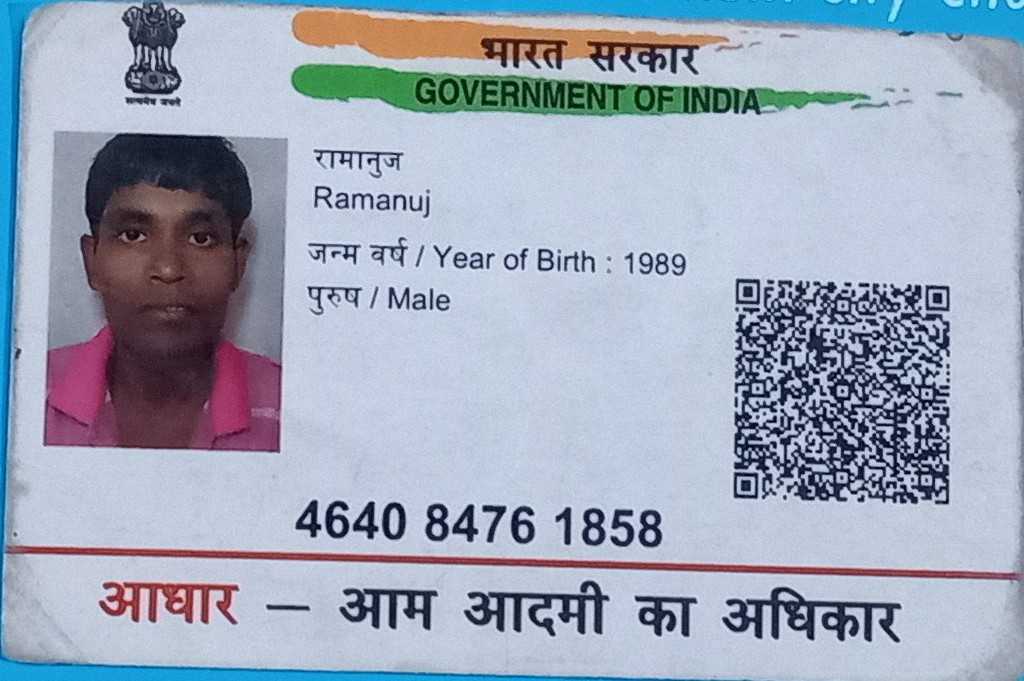 सत्यमेव जयते
भारत सरकार
GOVERNMENT OF INDIA
रामानुज
Ramanuj
जन्म वर्ष / Year of Birth : 1989
पुरुष / Male
4640 8476 1858
आधार – आम आदमी का अधिकार